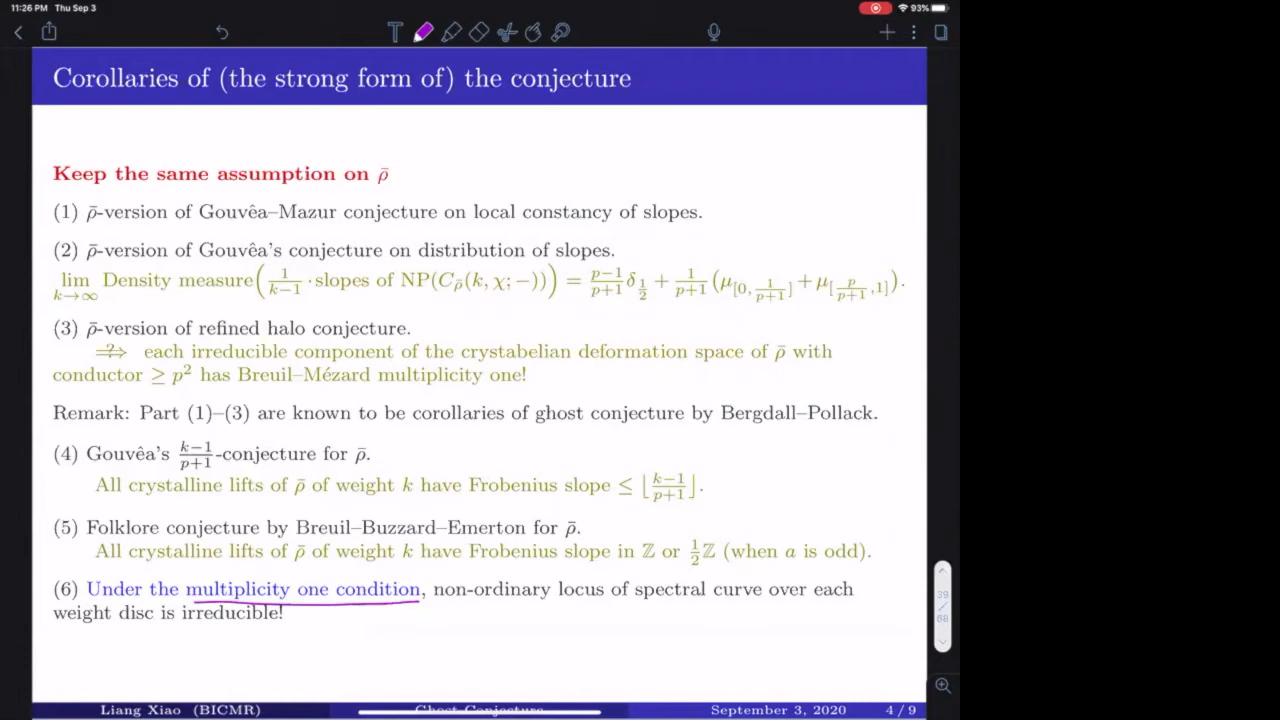 11:26 PM Thu Sep 3
93%
T
Corollaries of (the strong form of) the conjecture
Keep the same assumption on ρ̄
(1) ρ̄-version of Gouvêa–Mazur conjecture on local constancy of slopes.
(2) ρ̄-version of Gouvêa's conjecture on distribution of slopes.
lim_{k→∞} Density measure(1/(k−1) · slopes of NP(C_ρ̄(k, χ; −))) = (p−1)/(p+1) δ_{1/2} + 1/(p+1) (μ_{[0, 1/(p+1)]} + μ_{[p/(p+1), 1]}).
(3) ρ̄-version of refined halo conjecture.
?⟹ each irreducible component of the crystabelian deformation space of ρ̄ with
conductor ≥ p² has Breuil–Mézard multiplicity one!
Remark: Part (1)–(3) are known to be corollaries of ghost conjecture by Bergdall–Pollack.
(4) Gouvêa's (k−1)/(p+1)-conjecture for ρ̄.
All crystalline lifts of ρ̄ of weight k have Frobenius slope ≤ ⌊(k−1)/(p+1)⌋.
(5) Folklore conjecture by Breuil–Buzzard–Emerton for ρ̄.
All crystalline lifts of ρ̄ of weight k have Frobenius slope in ℤ or ½ℤ (when a is odd).
(6) Under the multiplicity one condition, non-ordinary locus of spectral curve over each
weight disc is irreducible!
39
/
68
Liang Xiao (BICMR) Ghost Conjecture September 3, 2020 4 / 9